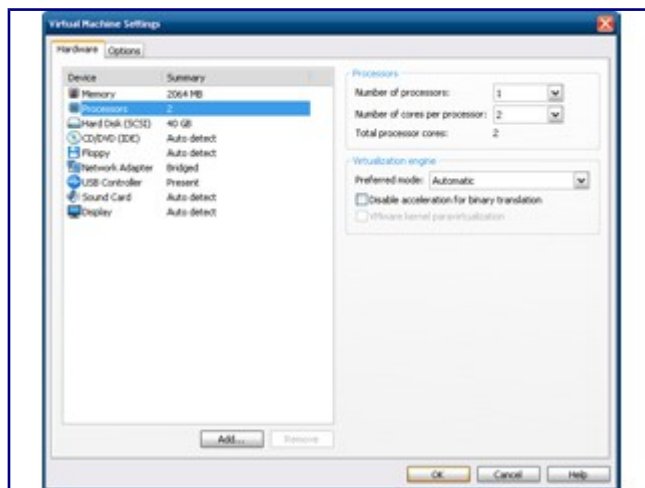 Virtual Machine Settings
Hardware Options
Device Summary
Memory 2064 MB
Processors 2
Hard Disk (SCSI) 40 GB
CD/DVD (IDE) Auto detect
Floppy Auto detect
Network Adapter Bridged
USB Controller Present
Sound Card Auto detect
Display Auto detect
Add... Remove
Processors
Number of processors: 1
Number of cores per processor: 2
Total processor cores: 2
Virtualization engine
Preferred mode: Automatic
Disable acceleration for binary translation
VMware kernel paravirtualization
OK Cancel Help